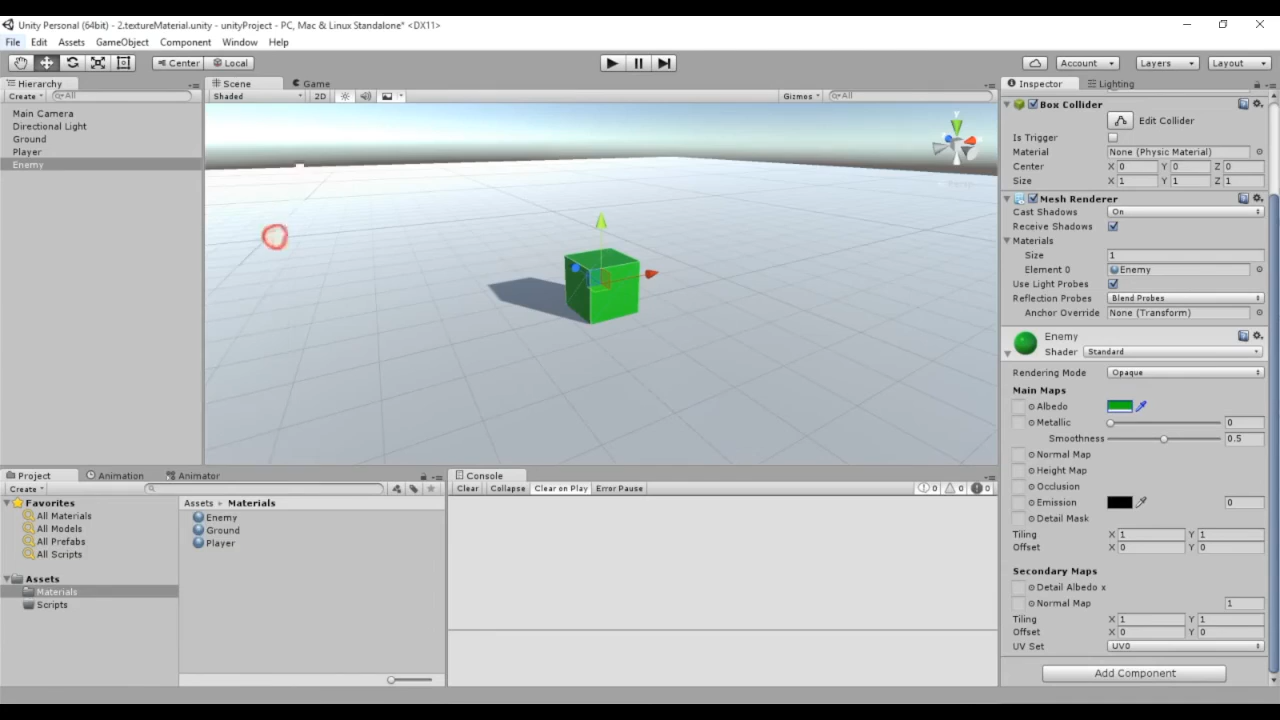 Unity Personal (64bit) - 2.textureMaterial.unity - unityProject - PC, Mac & Linux Standalone* <DX11>
File Edit Assets GameObject Component Window Help
Center Local Account Layers Layout
Hierarchy
Create All
Main Camera
Directional Light
Ground
Player
Enemy
Scene Game
Shaded 2D Gizmos All
Inspector Lighting
Box Collider
Edit Collider
Is Trigger
Material None (Physic Material)
Center X 0 Y 0 Z 0
Size X 1 Y 1 Z 1
Mesh Renderer
Cast Shadows On
Receive Shadows
Materials
Size 1
Element 0 Enemy
Use Light Probes
Reflection Probes Blend Probes
Anchor Override None (Transform)
Enemy
Shader Standard
Rendering Mode Opaque
Main Maps
Albedo
Metallic 0
Smoothness 0.5
Normal Map
Height Map
Occlusion
Emission 0
Detail Mask
Tiling X 1 Y 1
Offset X 0 Y 0
Secondary Maps
Detail Albedo x
Normal Map 1
Tiling X 1 Y 1
Offset X 0 Y 0
UV Set UV0
Add Component
Project Animation Animator
Create
Favorites
All Materials
All Models
All Prefabs
All Scripts
Assets
Materials
Scripts
Assets Materials
Enemy
Ground
Player
Console
Clear Collapse Clear on Play Error Pause 0 0 0